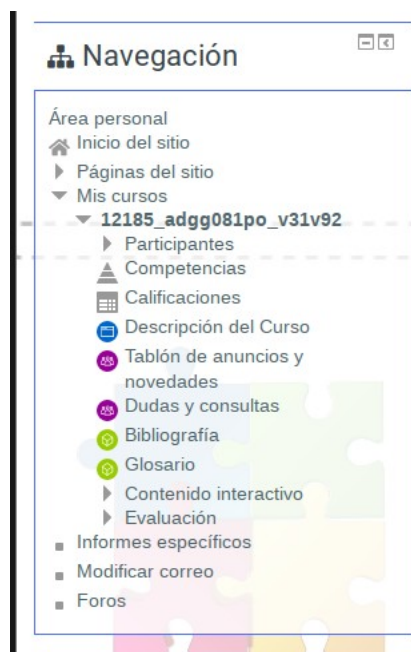 Navegación
Área personal
Inicio del sitio
Páginas del sitio
Mis cursos
12185_adgg081po_v31v92
Participantes
Competencias
Calificaciones
Descripción del Curso
Tablón de anuncios y
novedades
Dudas y consultas
Bibliografía
Glosario
Contenido interactivo
Evaluación
Informes específicos
Modificar correo
Foros